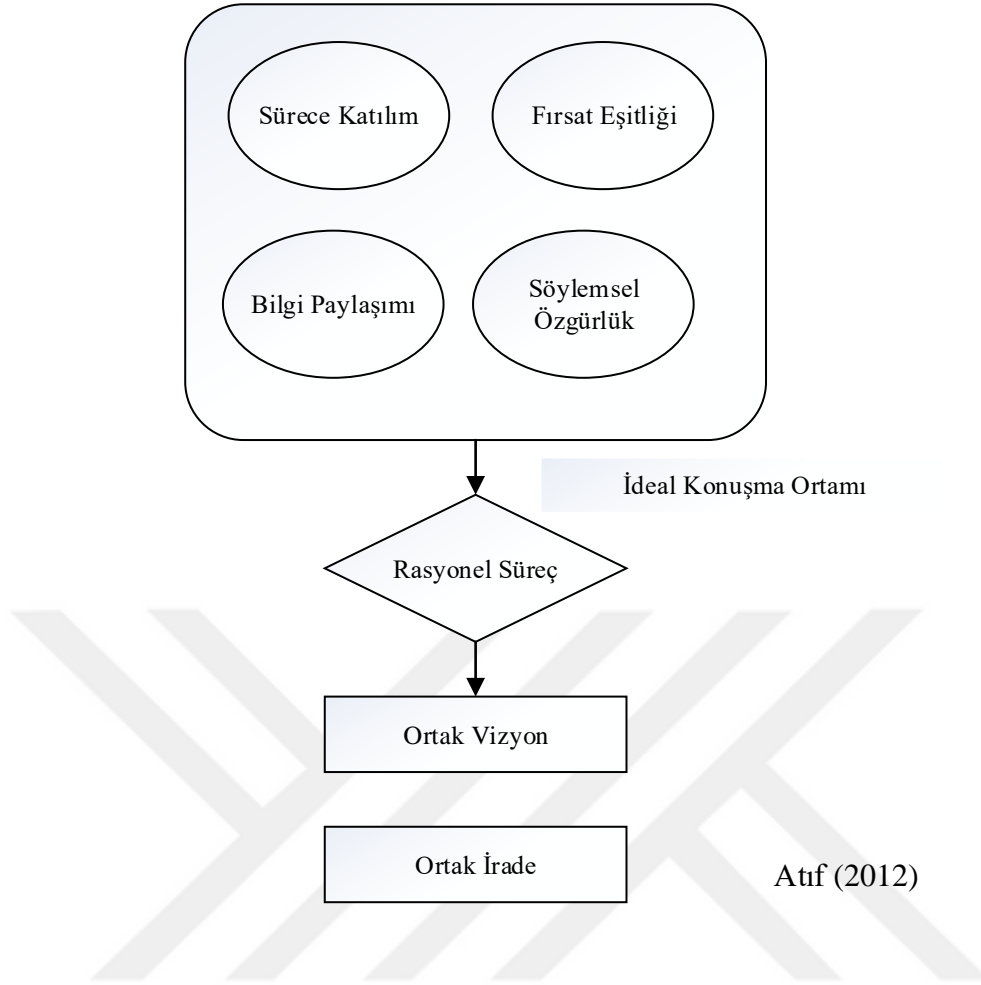 Sürece Katılım
Fırsat Eşitliği
Bilgi Paylaşımı
Söylemsel
Özgürlük
İdeal Konuşma Ortamı
Rasyonel Süreç
Ortak Vizyon
Ortak İrade
Atıf (2012)